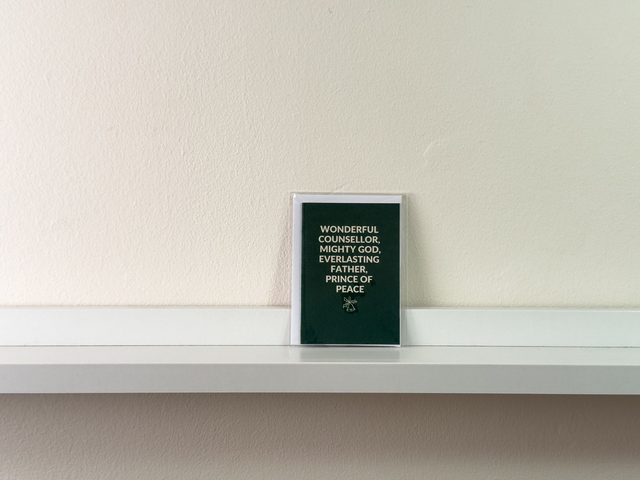 WONDERFUL
COUNSELLOR,
MIGHTY GOD,
EVERLASTING
FATHER,
PRINCE OF
PEACE